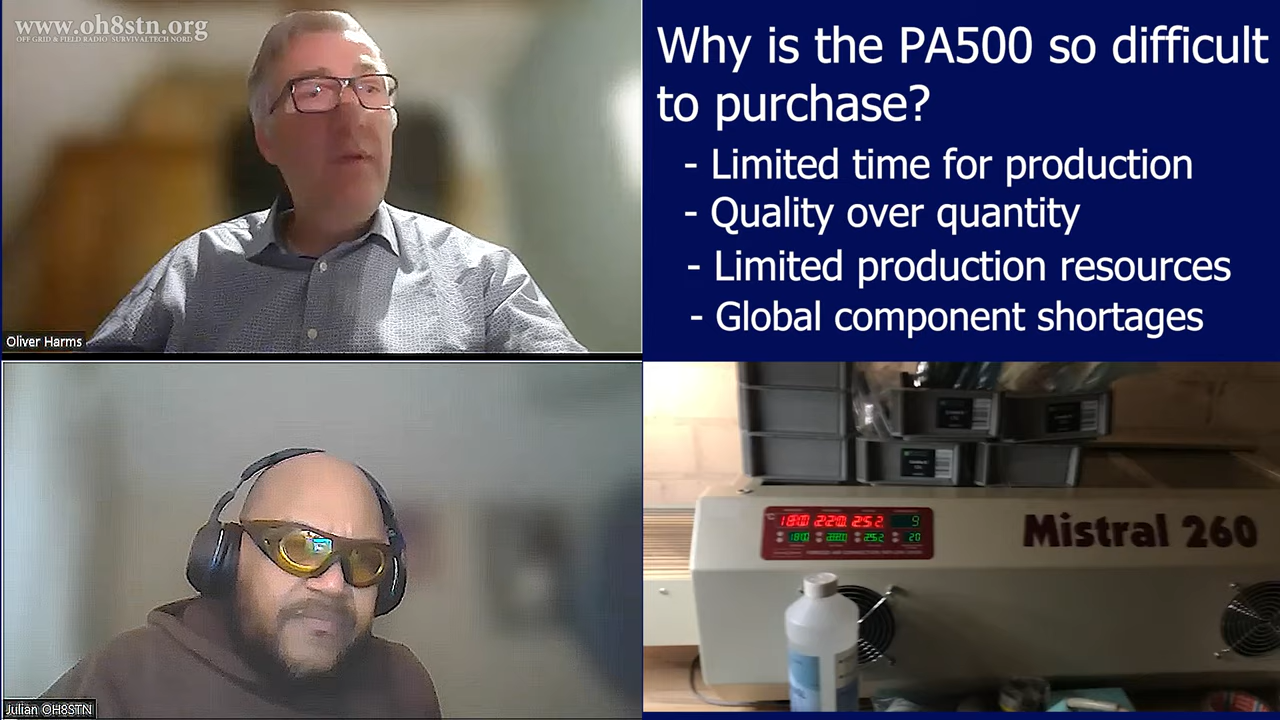 www.oh8stn.org
OFF GRID & FIELD RADIO SURVIVALTECH NORD
Oliver Harms
Why is the PA500 so difficult
to purchase?
- Limited time for production
- Quality over quantity
- Limited production resources
- Global component shortages
Julian OH8STN
Mistral 260